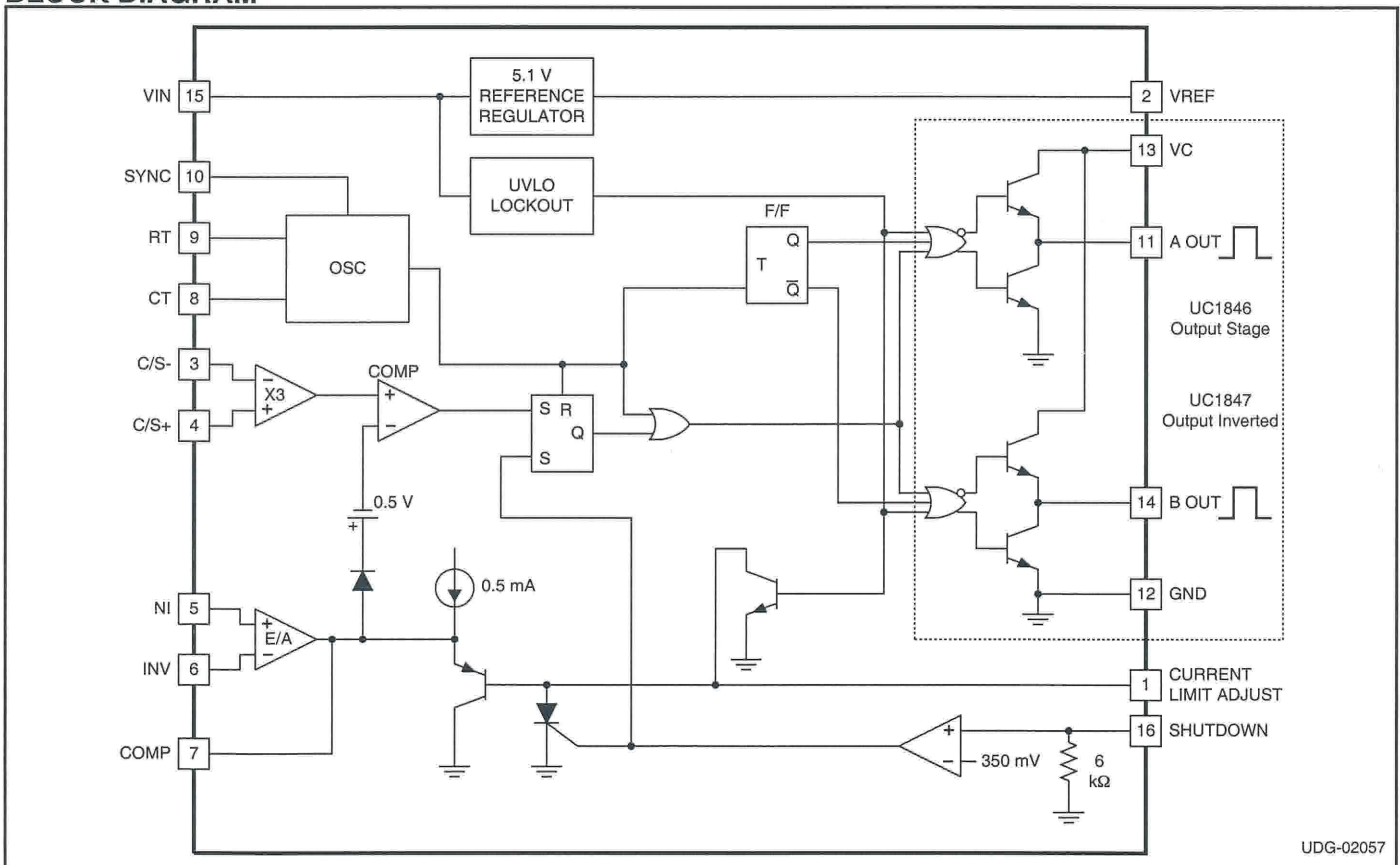 BLOCK DIAGRAM
VIN 15
5.1 V
REFERENCE
REGULATOR
2 VREF
13 VC
SYNC 10
UVLO
LOCKOUT
RT 9
OSC
CT 8
F/F
Q
T
Q̅
11 A OUT
UC1846
Output Stage
C/S- 3
C/S+ 4
−
X3
+
COMP
+
−
S R
Q
S
UC1847
Output Inverted
0.5 V
+
14 B OUT
0.5 mA
NI 5
INV 6
+
E/A
−
12 GND
1 CURRENT
LIMIT ADJUST
16 SHUTDOWN
COMP 7
+
−
350 mV
6
kΩ
UDG-02057